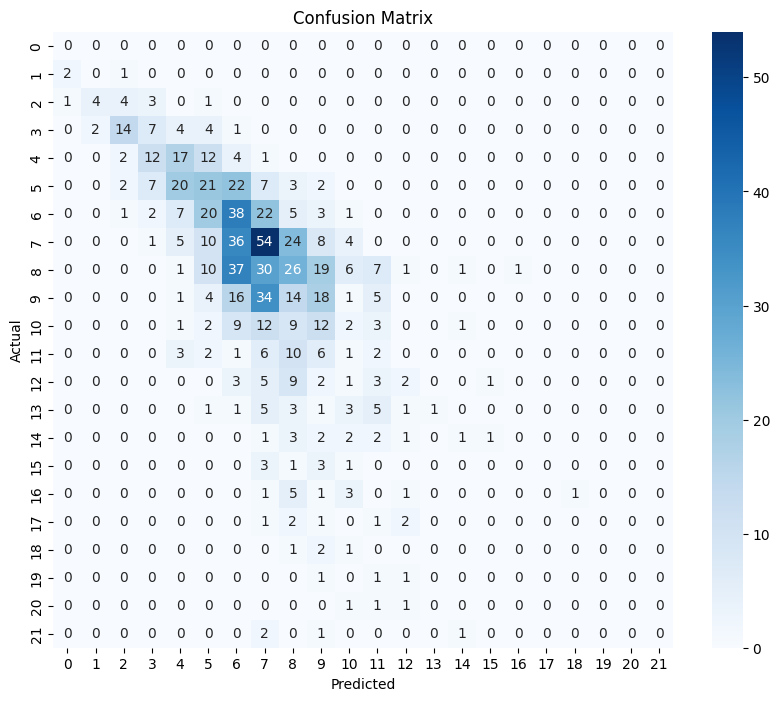 Confusion Matrix
0 0 0 0 0 0 0 0 0 0 0 0 0 0 0 0 0 0 0 0 0 0 0
1 2 0 1 0 0 0 0 0 0 0 0 0 0 0 0 0 0 0 0 0 0 0
2 1 4 4 3 0 1 0 0 0 0 0 0 0 0 0 0 0 0 0 0 0 0
3 0 2 14 7 4 4 1 0 0 0 0 0 0 0 0 0 0 0 0 0 0 0
4 0 0 2 12 17 12 4 1 0 0 0 0 0 0 0 0 0 0 0 0 0 0
5 0 0 2 7 20 21 22 7 3 2 0 0 0 0 0 0 0 0 0 0 0 0
6 0 0 1 2 7 20 38 22 5 3 1 0 0 0 0 0 0 0 0 0 0 0
7 0 0 0 1 5 10 36 54 24 8 4 0 0 0 0 0 0 0 0 0 0 0
8 0 0 0 0 1 10 37 30 26 19 6 7 1 0 1 0 1 0 0 0 0 0
9 0 0 0 0 1 4 16 34 14 18 1 5 0 0 0 0 0 0 0 0 0 0
10 0 0 0 0 1 2 9 12 9 12 2 3 0 0 1 0 0 0 0 0 0 0
11 0 0 0 0 3 2 1 6 10 6 1 2 0 0 0 0 0 0 0 0 0 0
12 0 0 0 0 0 0 3 5 9 2 1 3 2 0 0 1 0 0 0 0 0 0
13 0 0 0 0 0 1 1 5 3 1 3 5 1 1 0 0 0 0 0 0 0 0
14 0 0 0 0 0 0 0 1 3 2 2 2 1 0 1 1 0 0 0 0 0 0
15 0 0 0 0 0 0 0 3 1 3 1 0 0 0 0 0 0 0 0 0 0 0
16 0 0 0 0 0 0 0 1 5 1 3 0 1 0 0 0 0 0 1 0 0 0
17 0 0 0 0 0 0 0 1 2 1 0 1 2 0 0 0 0 0 0 0 0 0
18 0 0 0 0 0 0 0 0 1 2 1 0 0 0 0 0 0 0 0 0 0 0
19 0 0 0 0 0 0 0 0 0 1 0 1 1 0 0 0 0 0 0 0 0 0
20 0 0 0 0 0 0 0 0 0 0 1 1 1 0 0 0 0 0 0 0 0 0
21 0 0 0 0 0 0 0 2 0 1 0 0 0 0 1 0 0 0 0 0 0 0
0 1 2 3 4 5 6 7 8 9 10 11 12 13 14 15 16 17 18 19 20 21
Predicted
Actual
50
40
30
20
10
0